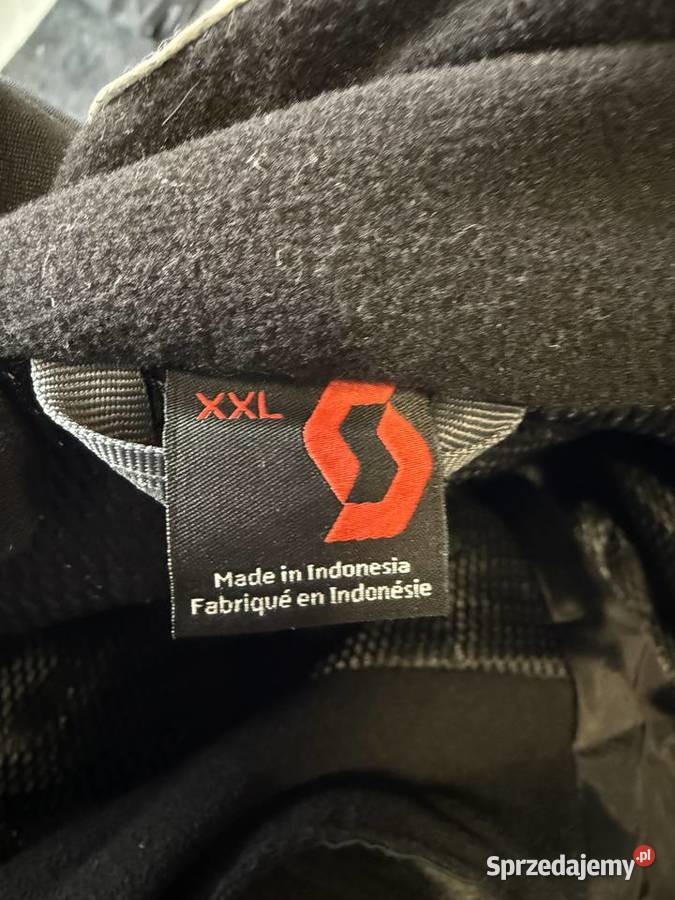 XXL
Made in Indonesia
Fabriqué en Indonésie
Sprzedajemy.pl